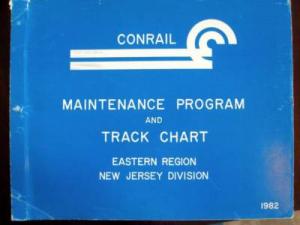 CONRAIL
MAINTENANCE PROGRAM
AND
TRACK CHART
EASTERN REGION
NEW JERSEY DIVISION
1982